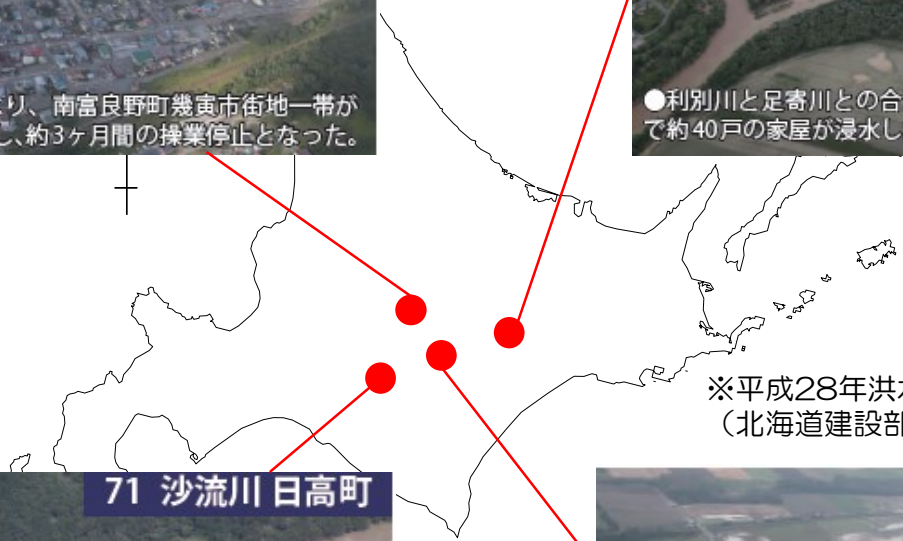 り、南富良野町幾寅市街地一帯が
し、約3ヶ月間の操業停止となった。
●利別川と足寄川との合
で約40戸の家屋が浸水し
※平成28年洪水
（北海道建設部
71 沙流川 日高町